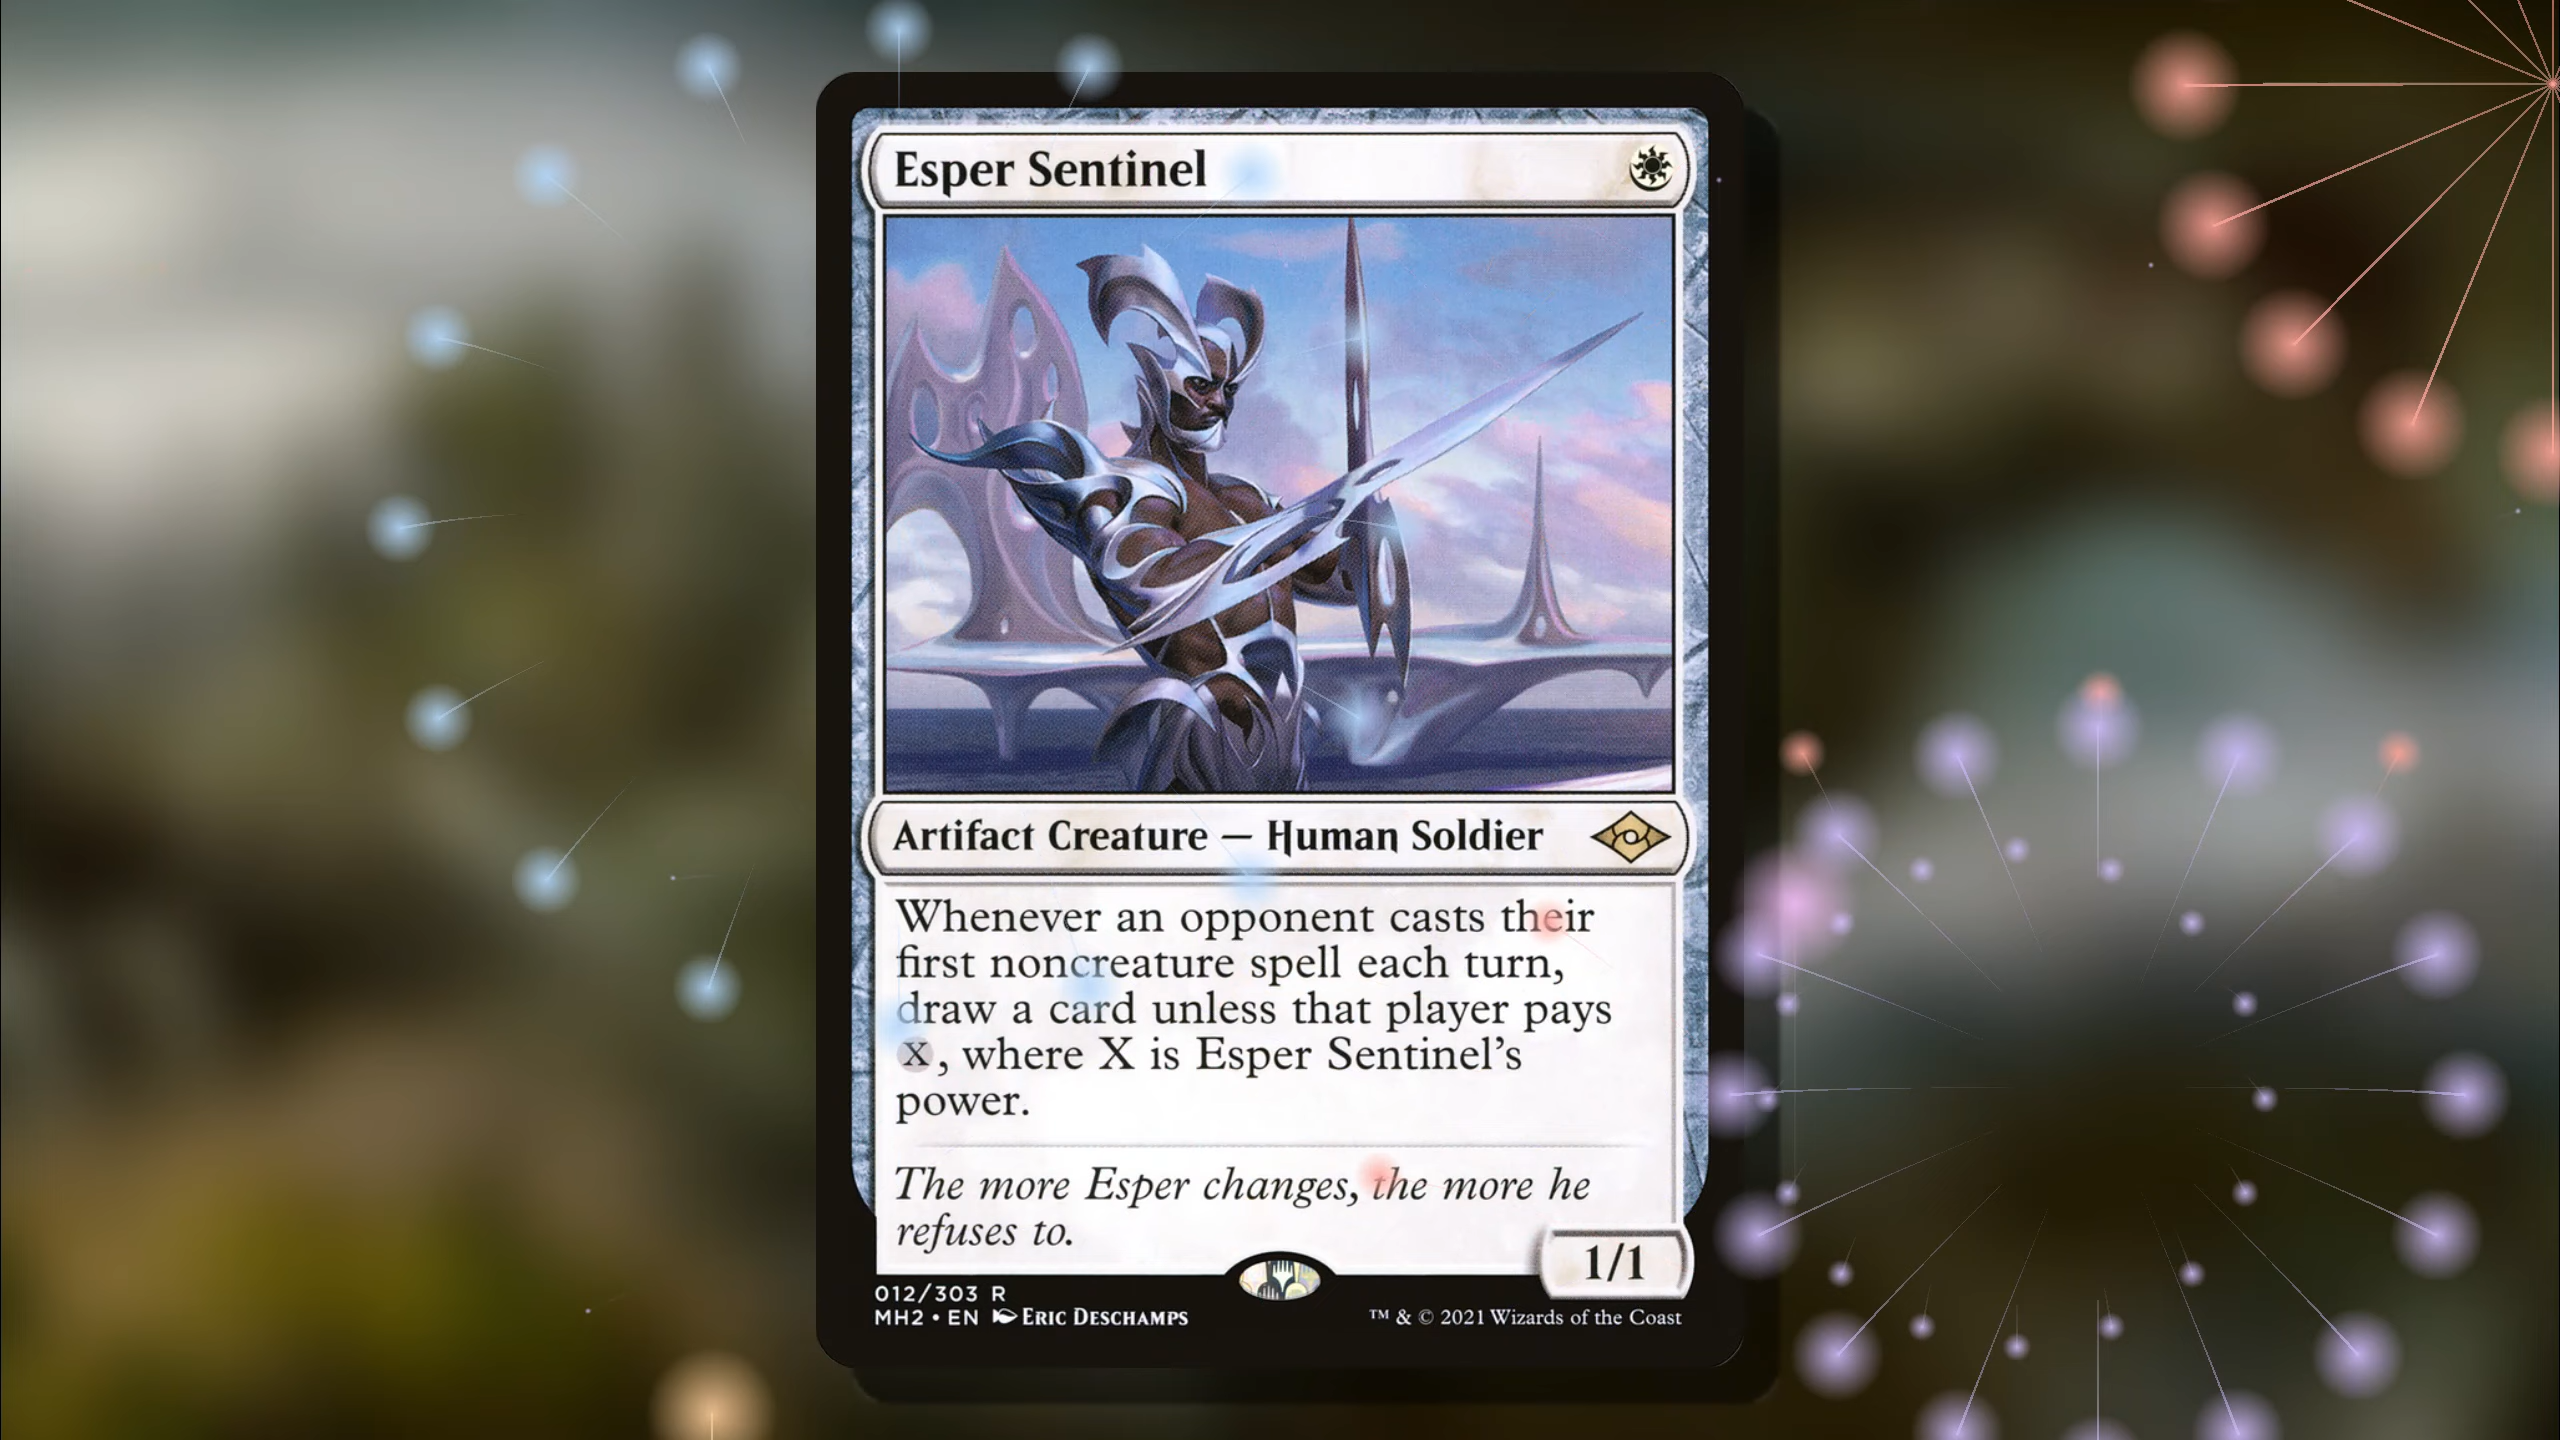 Esper Sentinel
Artifact Creature — Human Soldier
Whenever an opponent casts their
first noncreature spell each turn,
draw a card unless that player pays
X, where X is Esper Sentinel's
power.
The more Esper changes, the more he
refuses to.
1/1
012/303 R
MH2 • EN ERIC DESCHAMPS
™ & © 2021 Wizards of the Coast